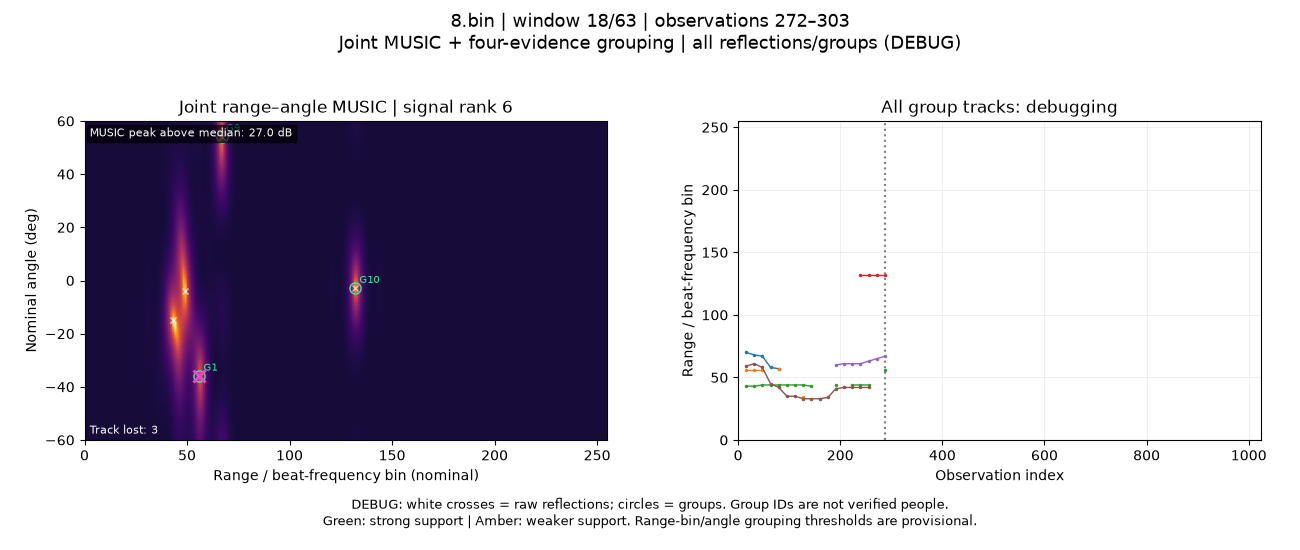 8.bin | window 18/63 | observations 272–303
Joint MUSIC + four-evidence grouping | all reflections/groups (DEBUG)
Joint range–angle MUSIC | signal rank 6
MUSIC peak above median: 27.0 dB
G10
G1
Track lost: 3
60
40
20
0
−20
−40
−60
Nominal angle (deg)
0
50
100
150
200
250
Range / beat-frequency bin (nominal)
All group tracks: debugging
250
200
150
100
50
0
Range / beat-frequency bin
0
200
400
600
800
1000
Observation index
DEBUG: white crosses = raw reflections; circles = groups. Group IDs are not verified people.
Green: strong support | Amber: weaker support. Range-bin/angle grouping thresholds are provisional.